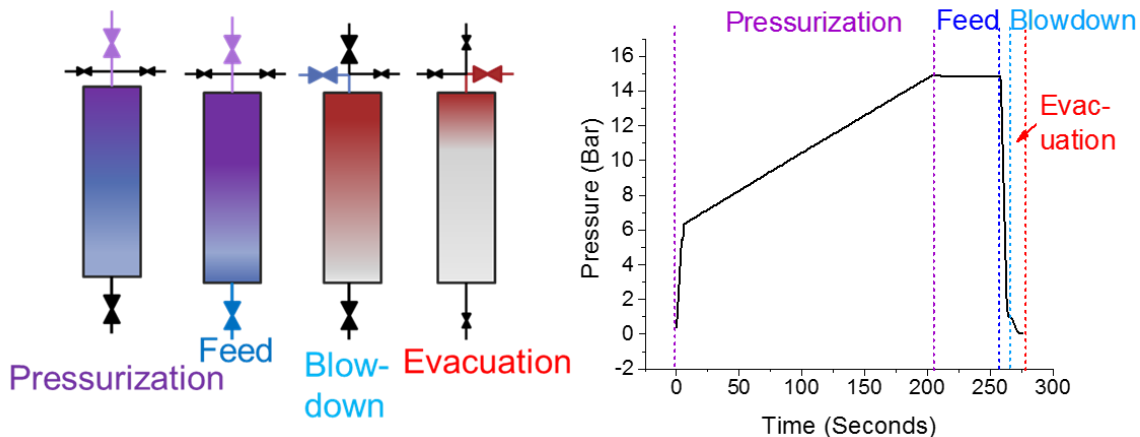 Pressurization
Feed
Blow-
down
Evacuation
Pressurization
Feed
Blowdown
Evac-
uation
Pressure (Bar)
16
14
12
10
8
6
4
2
0
-2
0
50
100
150
200
250
300
Time (Seconds)